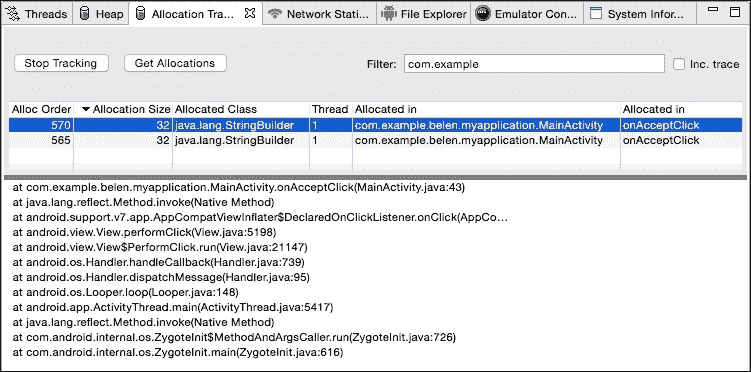 Threads Heap Allocation Tra... Network Stati... File Explorer Emulator Con... System Infor...
Stop Tracking Get Allocations Filter: com.example Inc. trace
Alloc Order Allocation Size Allocated Class Thread Allocated in Allocated in
570 32 java.lang.StringBuilder 1 com.example.belen.myapplication.MainActivity onAcceptClick
565 32 java.lang.StringBuilder 1 com.example.belen.myapplication.MainActivity onAcceptClick
at com.example.belen.myapplication.MainActivity.onAcceptClick(MainActivity.java:43)
at java.lang.reflect.Method.invoke(Native Method)
at android.support.v7.app.AppCompatViewInflater$DeclaredOnClickListener.onClick(AppCo...
at android.view.View.performClick(View.java:5198)
at android.view.View$PerformClick.run(View.java:21147)
at android.os.Handler.handleCallback(Handler.java:739)
at android.os.Handler.dispatchMessage(Handler.java:95)
at android.os.Looper.loop(Looper.java:148)
at android.app.ActivityThread.main(ActivityThread.java:5417)
at java.lang.reflect.Method.invoke(Native Method)
at com.android.internal.os.ZygoteInit$MethodAndArgsCaller.run(ZygoteInit.java:726)
at com.android.internal.os.ZygoteInit.main(ZygoteInit.java:616)